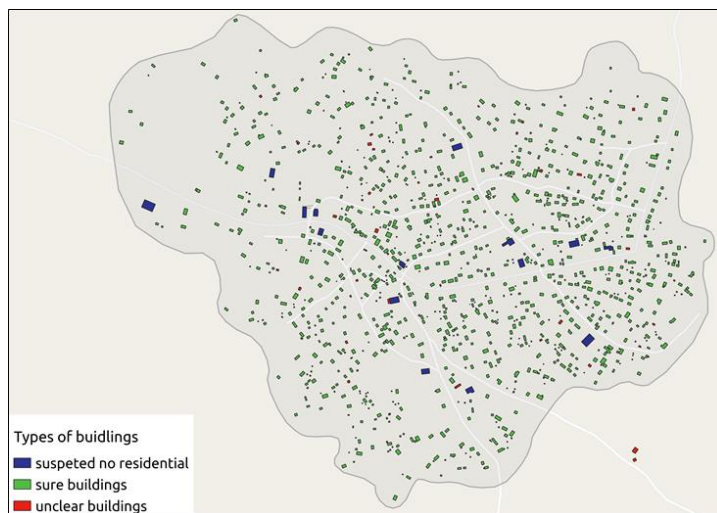 Types of buidlings
suspeted no residential
sure buildings
unclear buildings